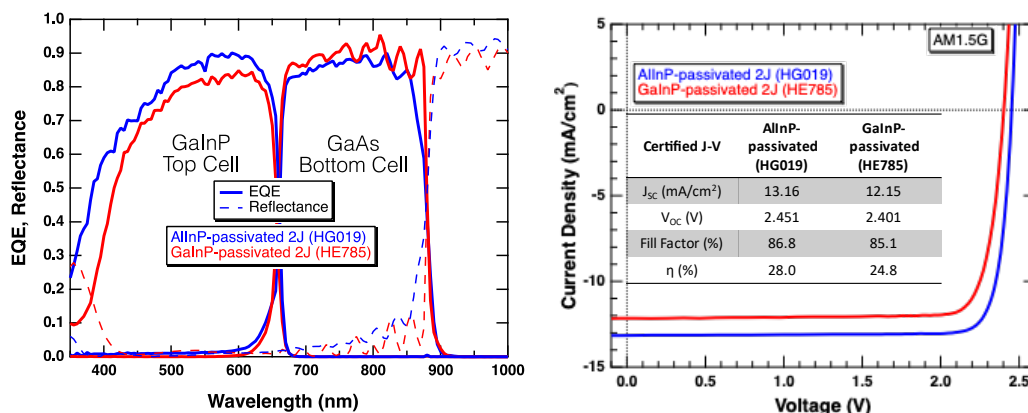 1.0
0.9
0.8
0.7
0.6
0.5
0.4
0.3
0.2
0.1
0.0
EQE, Reflectance
GaInP
Top Cell
GaAs
Bottom Cell
EQE
Reflectance
AlInP-passivated 2J (HG019)
GaInP-passivated 2J (HE785)
400 500 600 700 800 900 1000
Wavelength (nm)
5
0
-5
-10
-15
Current Density (mA/cm²)
AM1.5G
AlInP-passivated 2J (HG019)
GaInP-passivated 2J (HE785)
Certified J-V AlInP-passivated (HG019) GaInP-passivated (HE785)
J_SC (mA/cm²) 13.16 12.15
V_OC (V) 2.451 2.401
Fill Factor (%) 86.8 85.1
η (%) 28.0 24.8
0.0 0.5 1.0 1.5 2.0 2.5
Voltage (V)